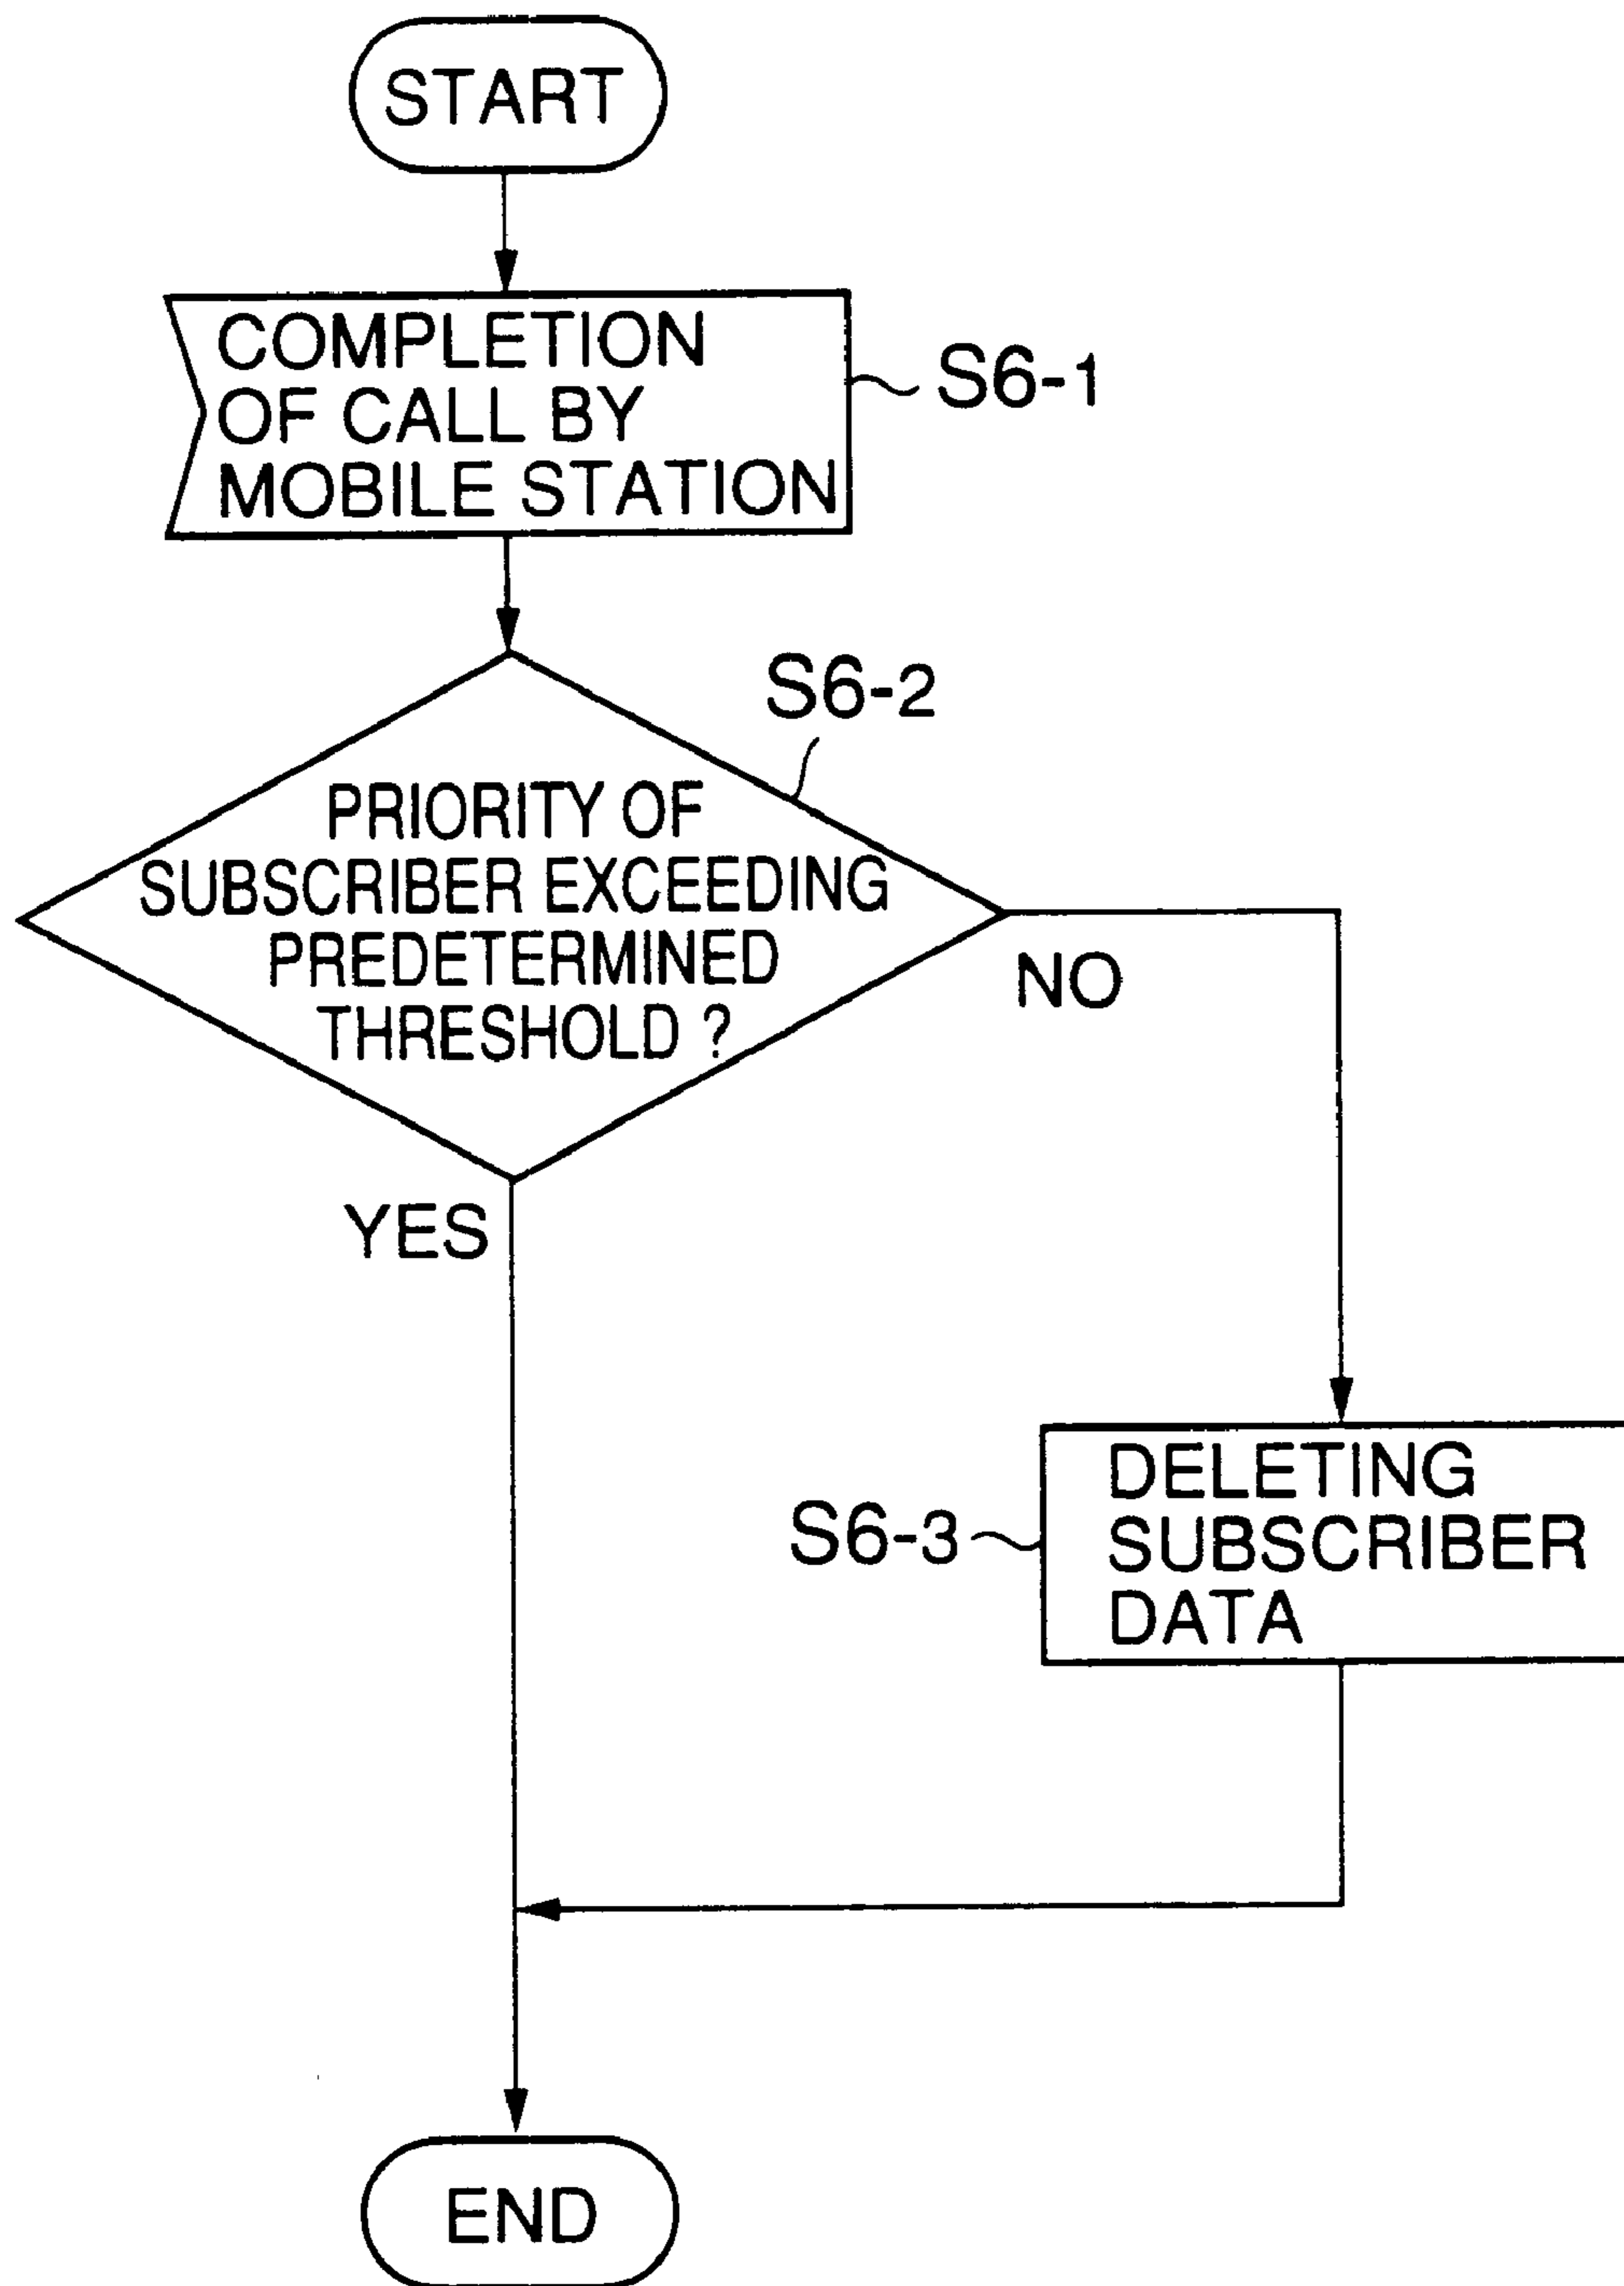 START
COMPLETION
OF CALL BY
MOBILE STATION
S6-1
S6-2
PRIORITY OF
SUBSCRIBER EXCEEDING
PREDETERMINED
THRESHOLD ?
NO
YES
DELETING
SUBSCRIBER
DATA
S6-3
END